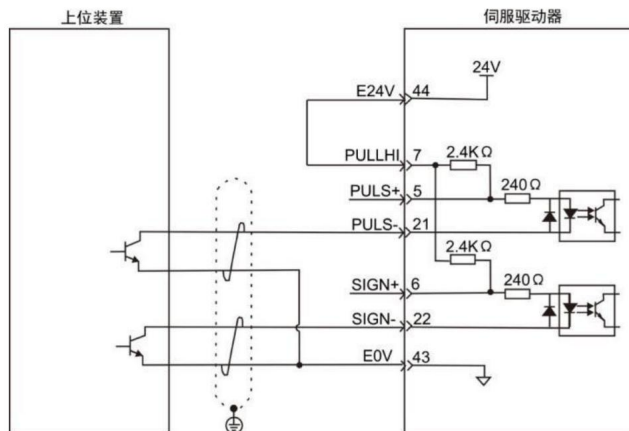 上位装置
伺服驱动器
24V
E24V 44
PULLHI 7 2.4KΩ
PULS+ 5 240Ω
PULS- 21
2.4KΩ
SIGN+ 6 240Ω
SIGN- 22
E0V 43